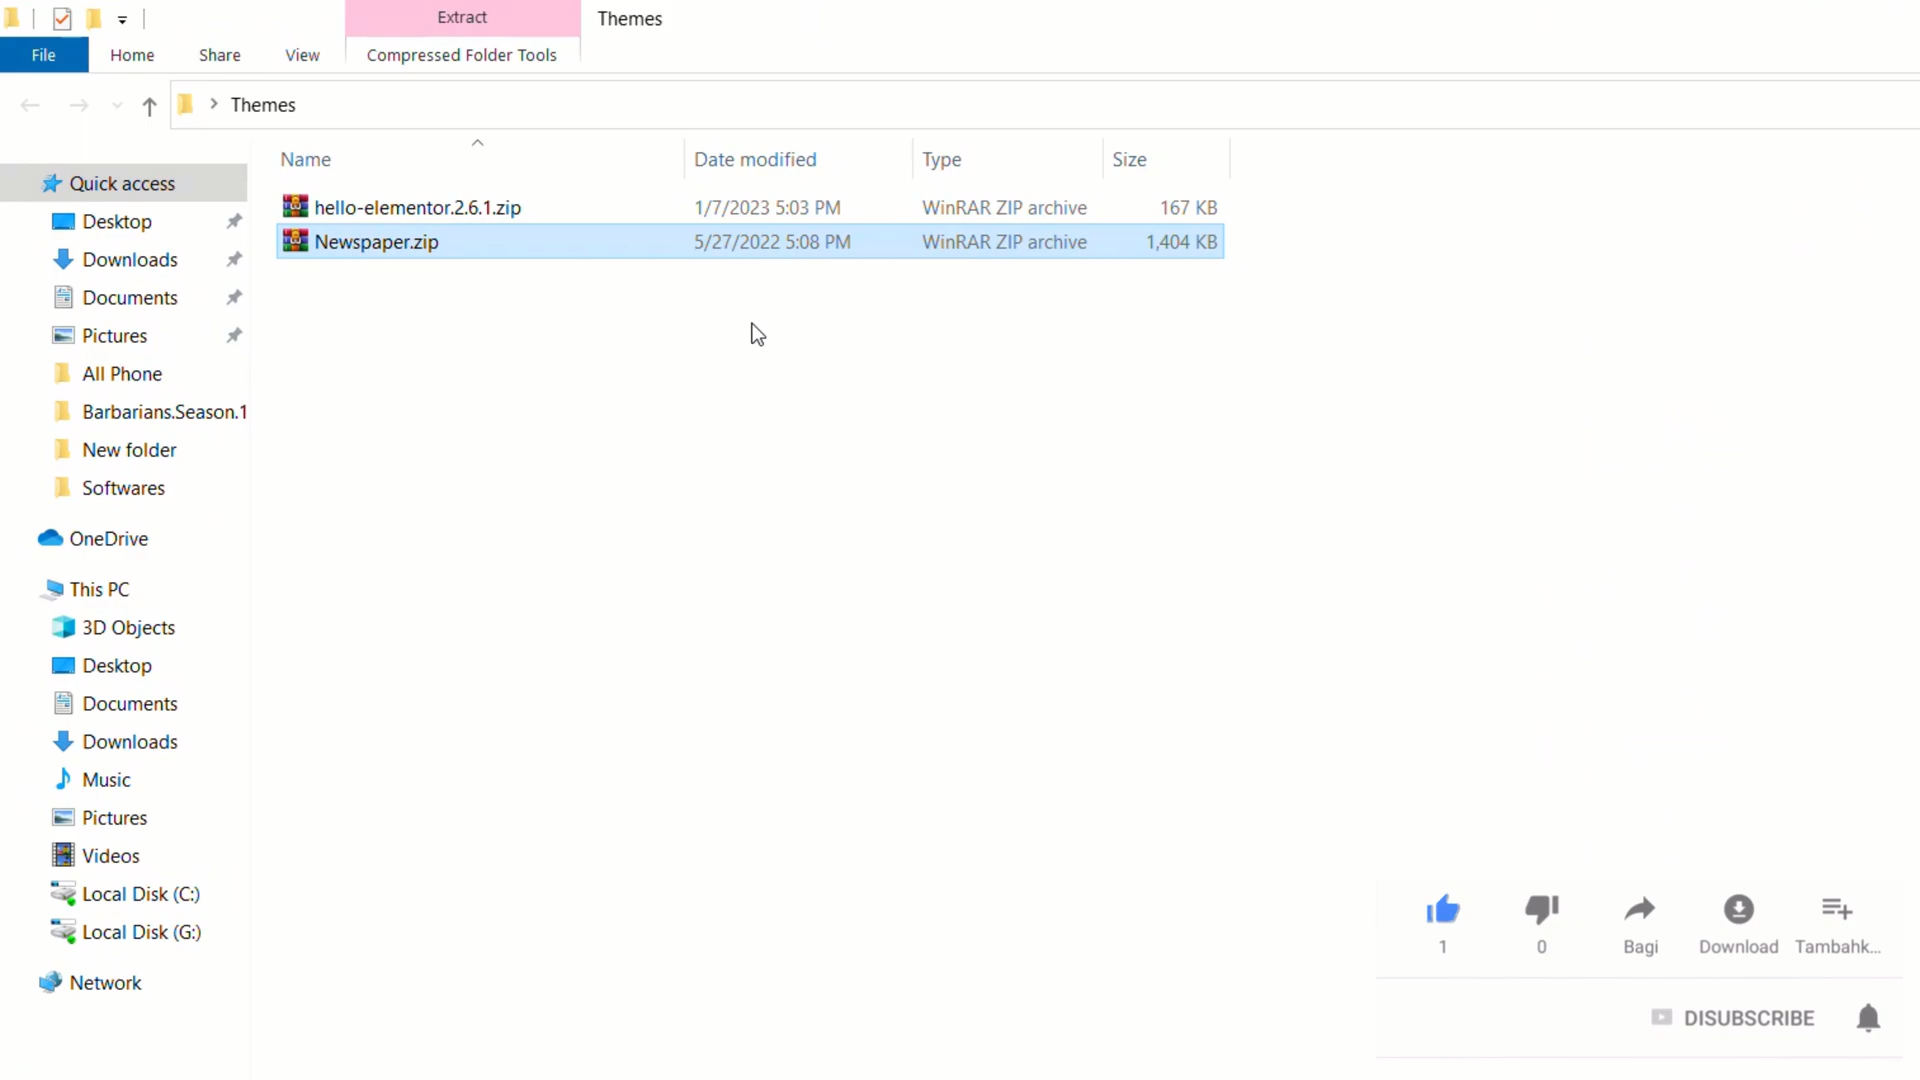 Extract
Themes
File
Home
Share
View
Compressed Folder Tools
Themes
Name
Date modified
Type
Size
hello-elementor.2.6.1.zip
1/7/2023 5:03 PM
WinRAR ZIP archive
167 KB
Newspaper.zip
5/27/2022 5:08 PM
WinRAR ZIP archive
1,404 KB
Quick access
Desktop
Downloads
Documents
Pictures
All Phone
Barbarians.Season.1
New folder
Softwares
OneDrive
This PC
3D Objects
Desktop
Documents
Downloads
Music
Pictures
Videos
Local Disk (C:)
Local Disk (G:)
Network
1
0
Bagi
Download
Tambahk...
DISUBSCRIBE